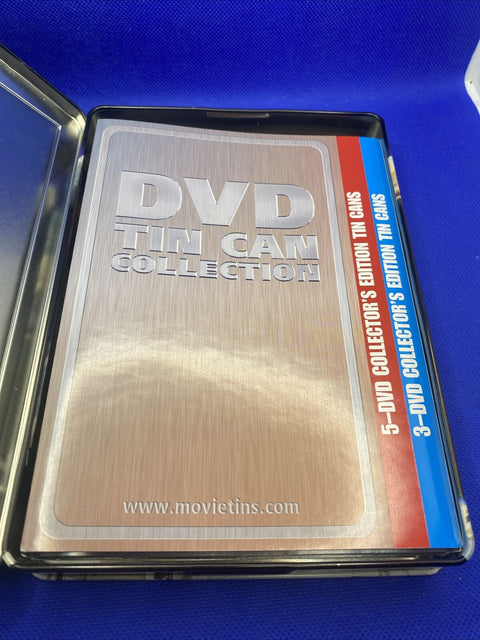 DVD
TIN CAN
COLLECTION
www.movietins.com
5-DVD COLLECTOR'S EDITION TIN CANS
3-DVD COLLECTOR'S EDITION TIN CANS